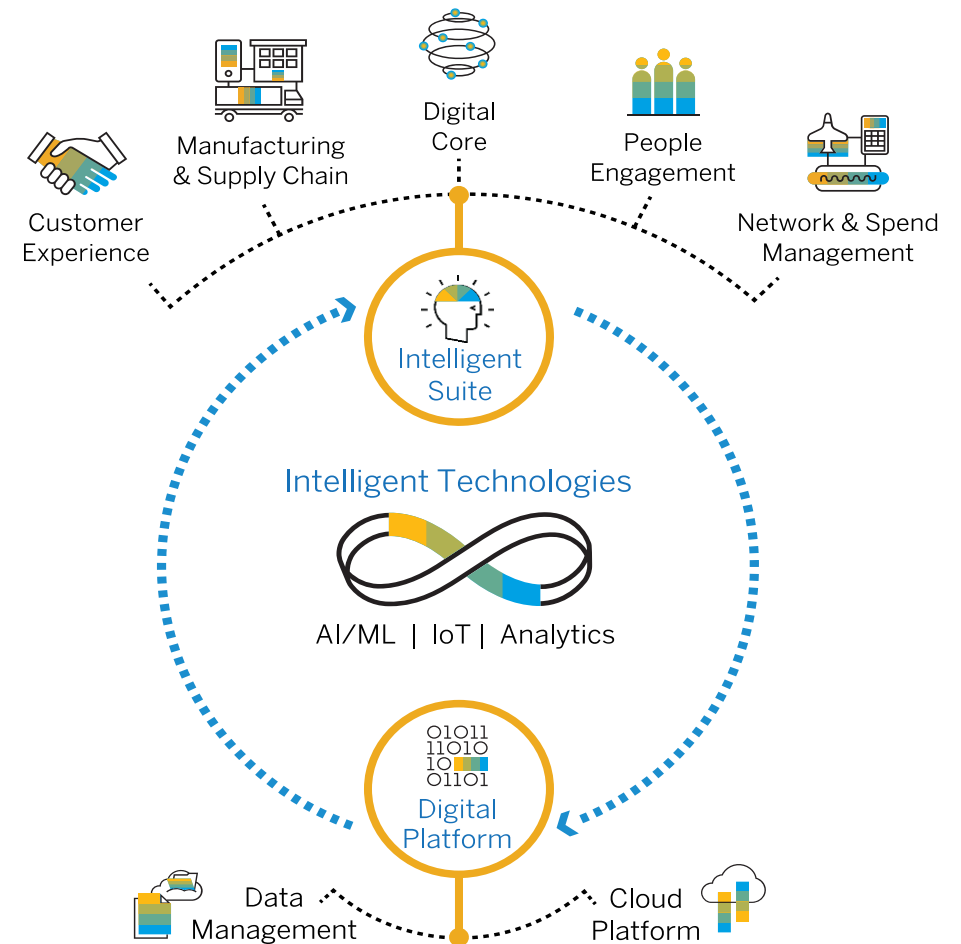 Digital
Core
Manufacturing
& Supply Chain
People
Engagement
Customer
Experience
Network & Spend
Management
Intelligent
Suite
Intelligent Technologies
AI/ML | IoT | Analytics
01011
11010
10
01101
Digital
Platform
Data
Management
Cloud
Platform